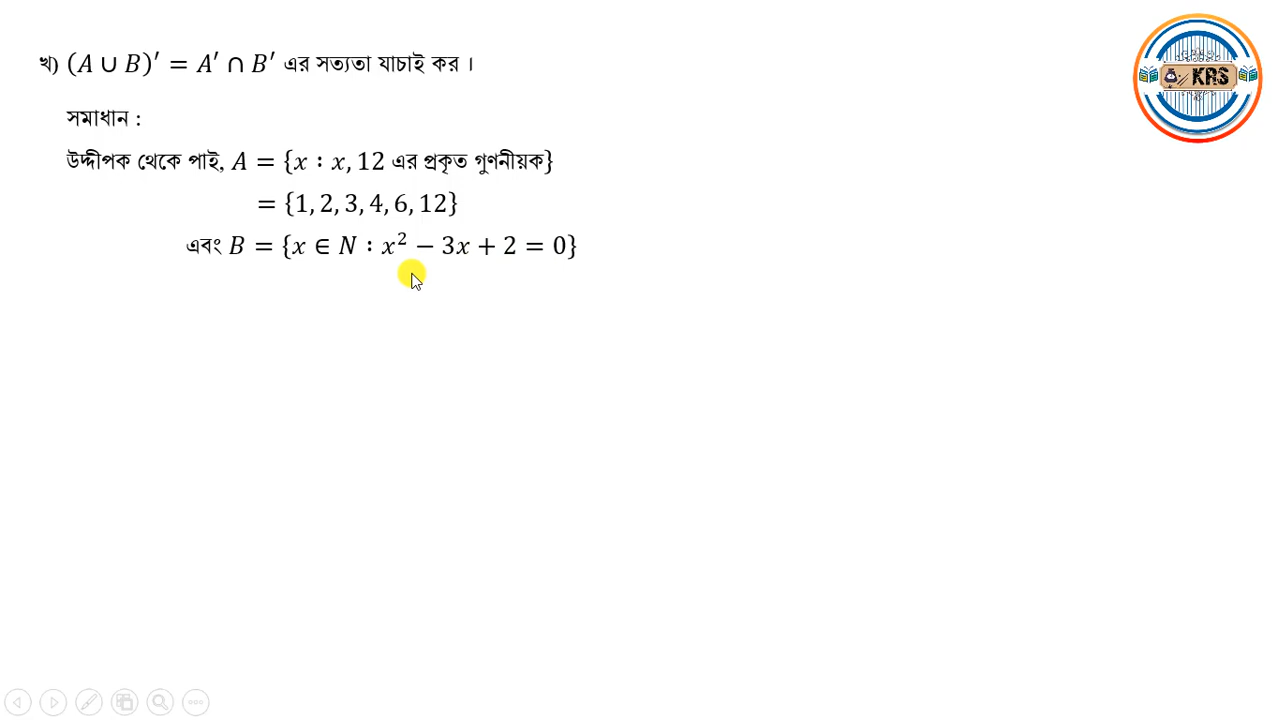 খ) (A ∪ B)′ = A′ ∩ B′ এর সত্যতা যাচাই কর ।
KRS
সমাধান :
উদ্দীপক থেকে পাই, A = {x : x, 12 এর প্রকৃত গুণনীয়ক}
= {1, 2, 3, 4, 6, 12}
এবং B = {x ∈ N : x² − 3x + 2 = 0}